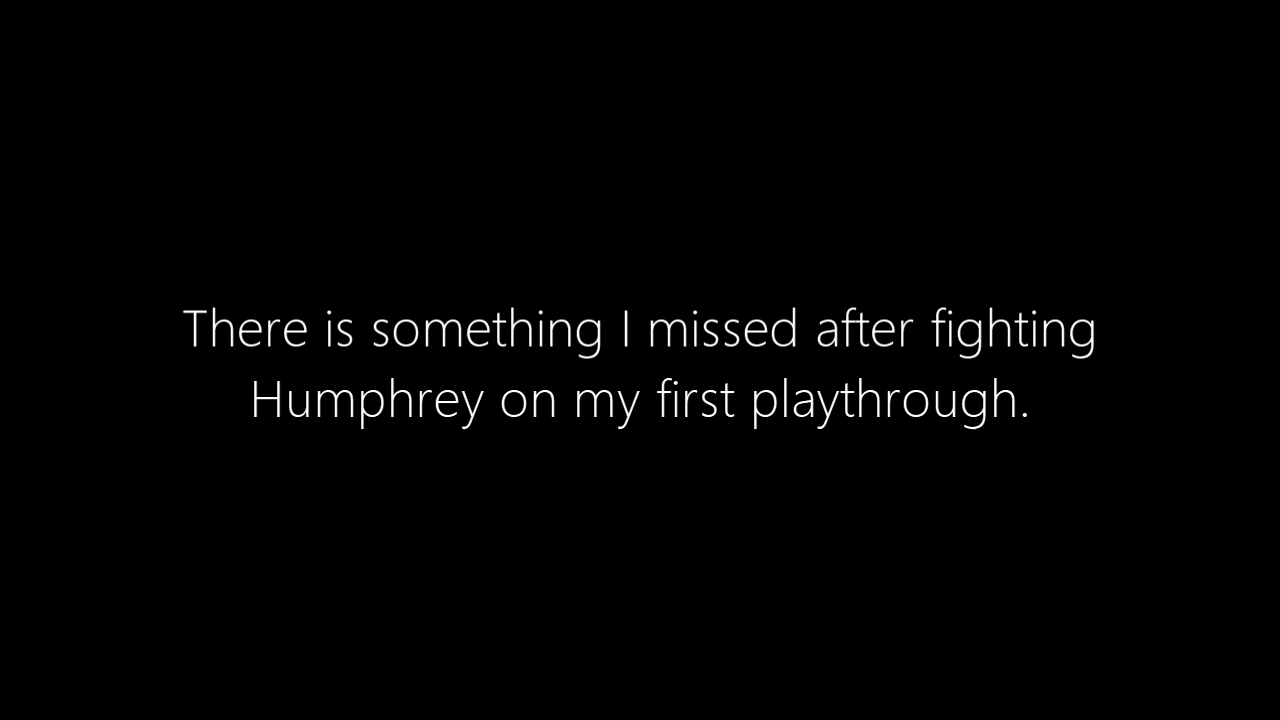 There is something I missed after fighting
Humphrey on my first playthrough.